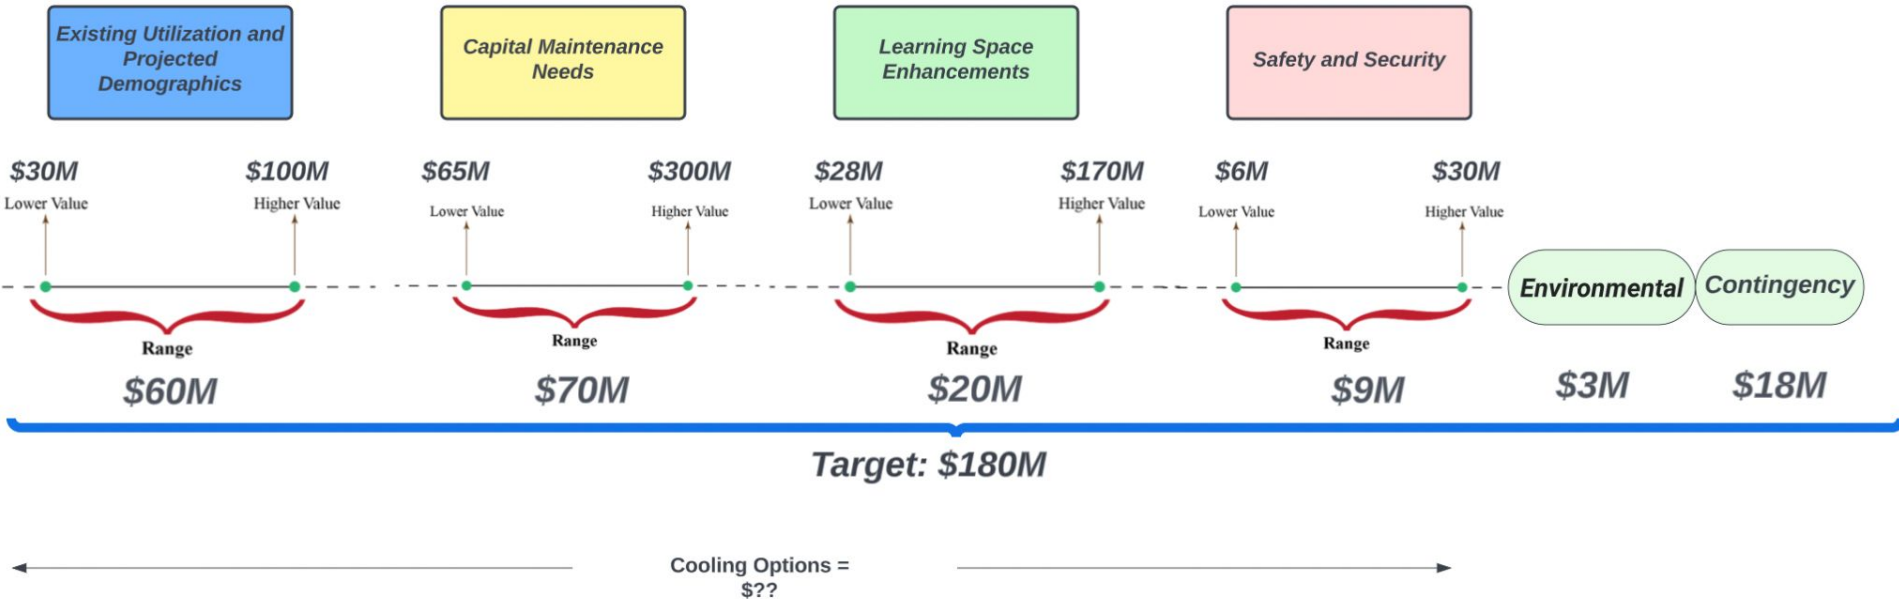 Existing Utilization and
Projected
Demographics
Capital Maintenance
Needs
Learning Space
Enhancements
Safety and Security
$30M
$100M
$65M
$300M
$28M
$170M
$6M
$30M
Lower Value
Higher Value
Lower Value
Higher Value
Lower Value
Higher Value
Lower Value
Higher Value
Environmental
Contingency
Range
Range
Range
Range
$60M
$70M
$20M
$9M
$3M
$18M
Target: $180M
Cooling Options =
$??